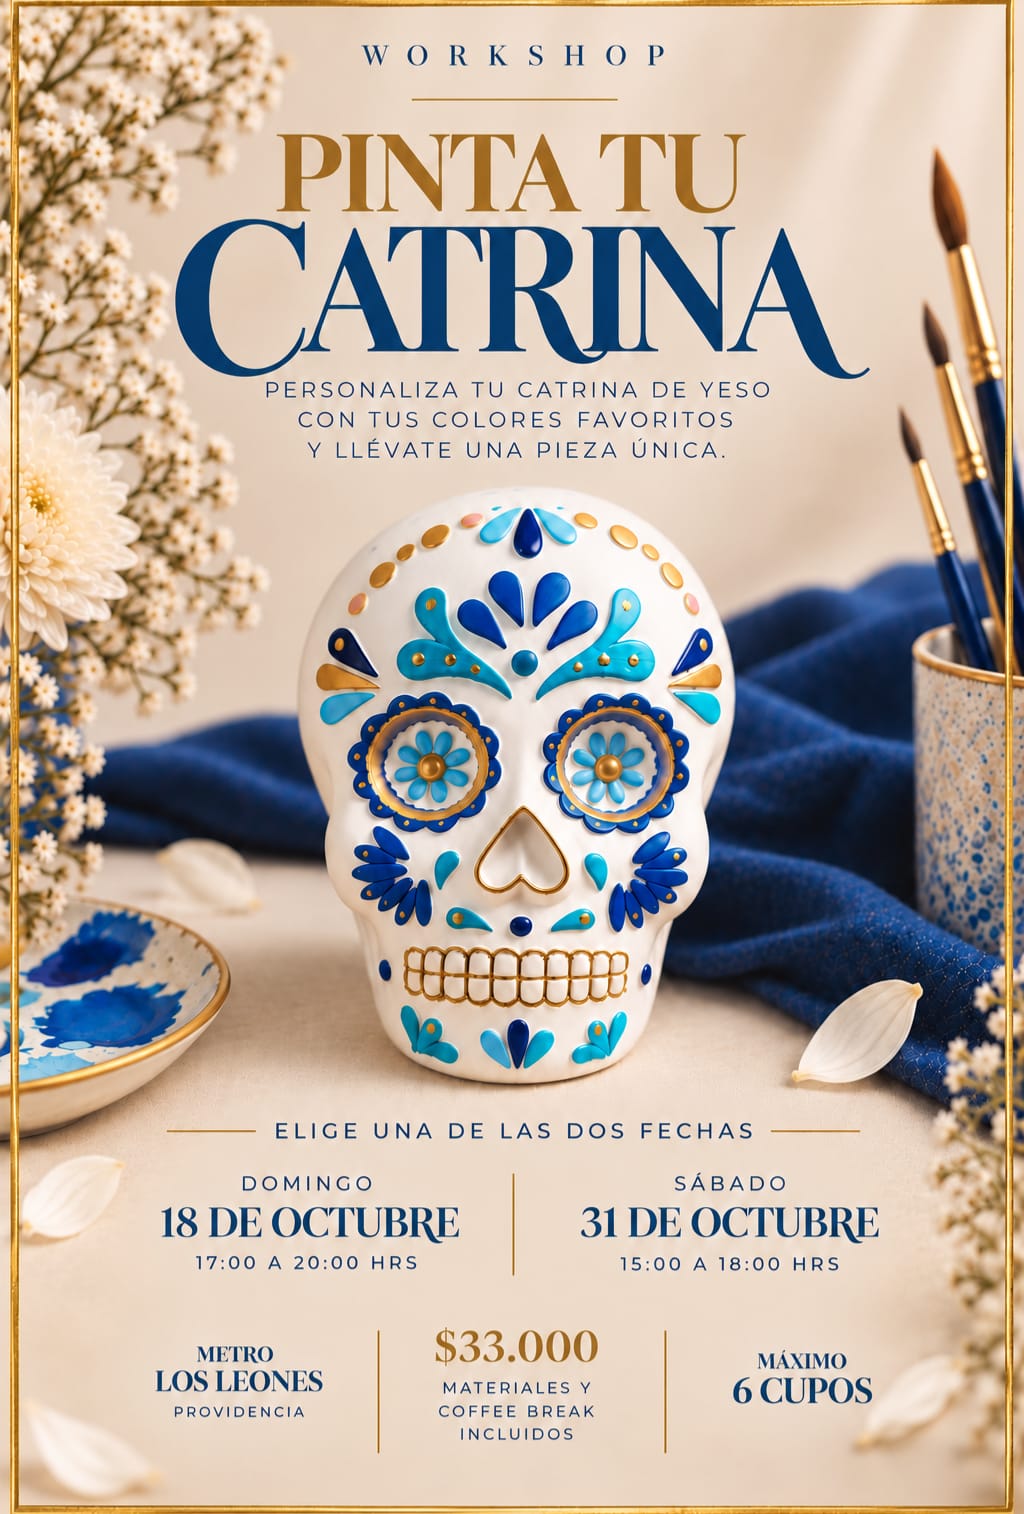 WORKSHOP
PINTA TU
CATRINA
PERSONALIZA TU CATRINA DE YESO
CON TUS COLORES FAVORITOS
Y LLÉVATE UNA PIEZA ÚNICA.
ELIGE UNA DE LAS DOS FECHAS
DOMINGO
18 DE OCTUBRE
17:00 A 20:00 HRS
SÁBADO
31 DE OCTUBRE
15:00 A 18:00 HRS
METRO
LOS LEONES
PROVIDENCIA
$33.000
MATERIALES Y
COFFEE BREAK
INCLUIDOS
MÁXIMO
6 CUPOS